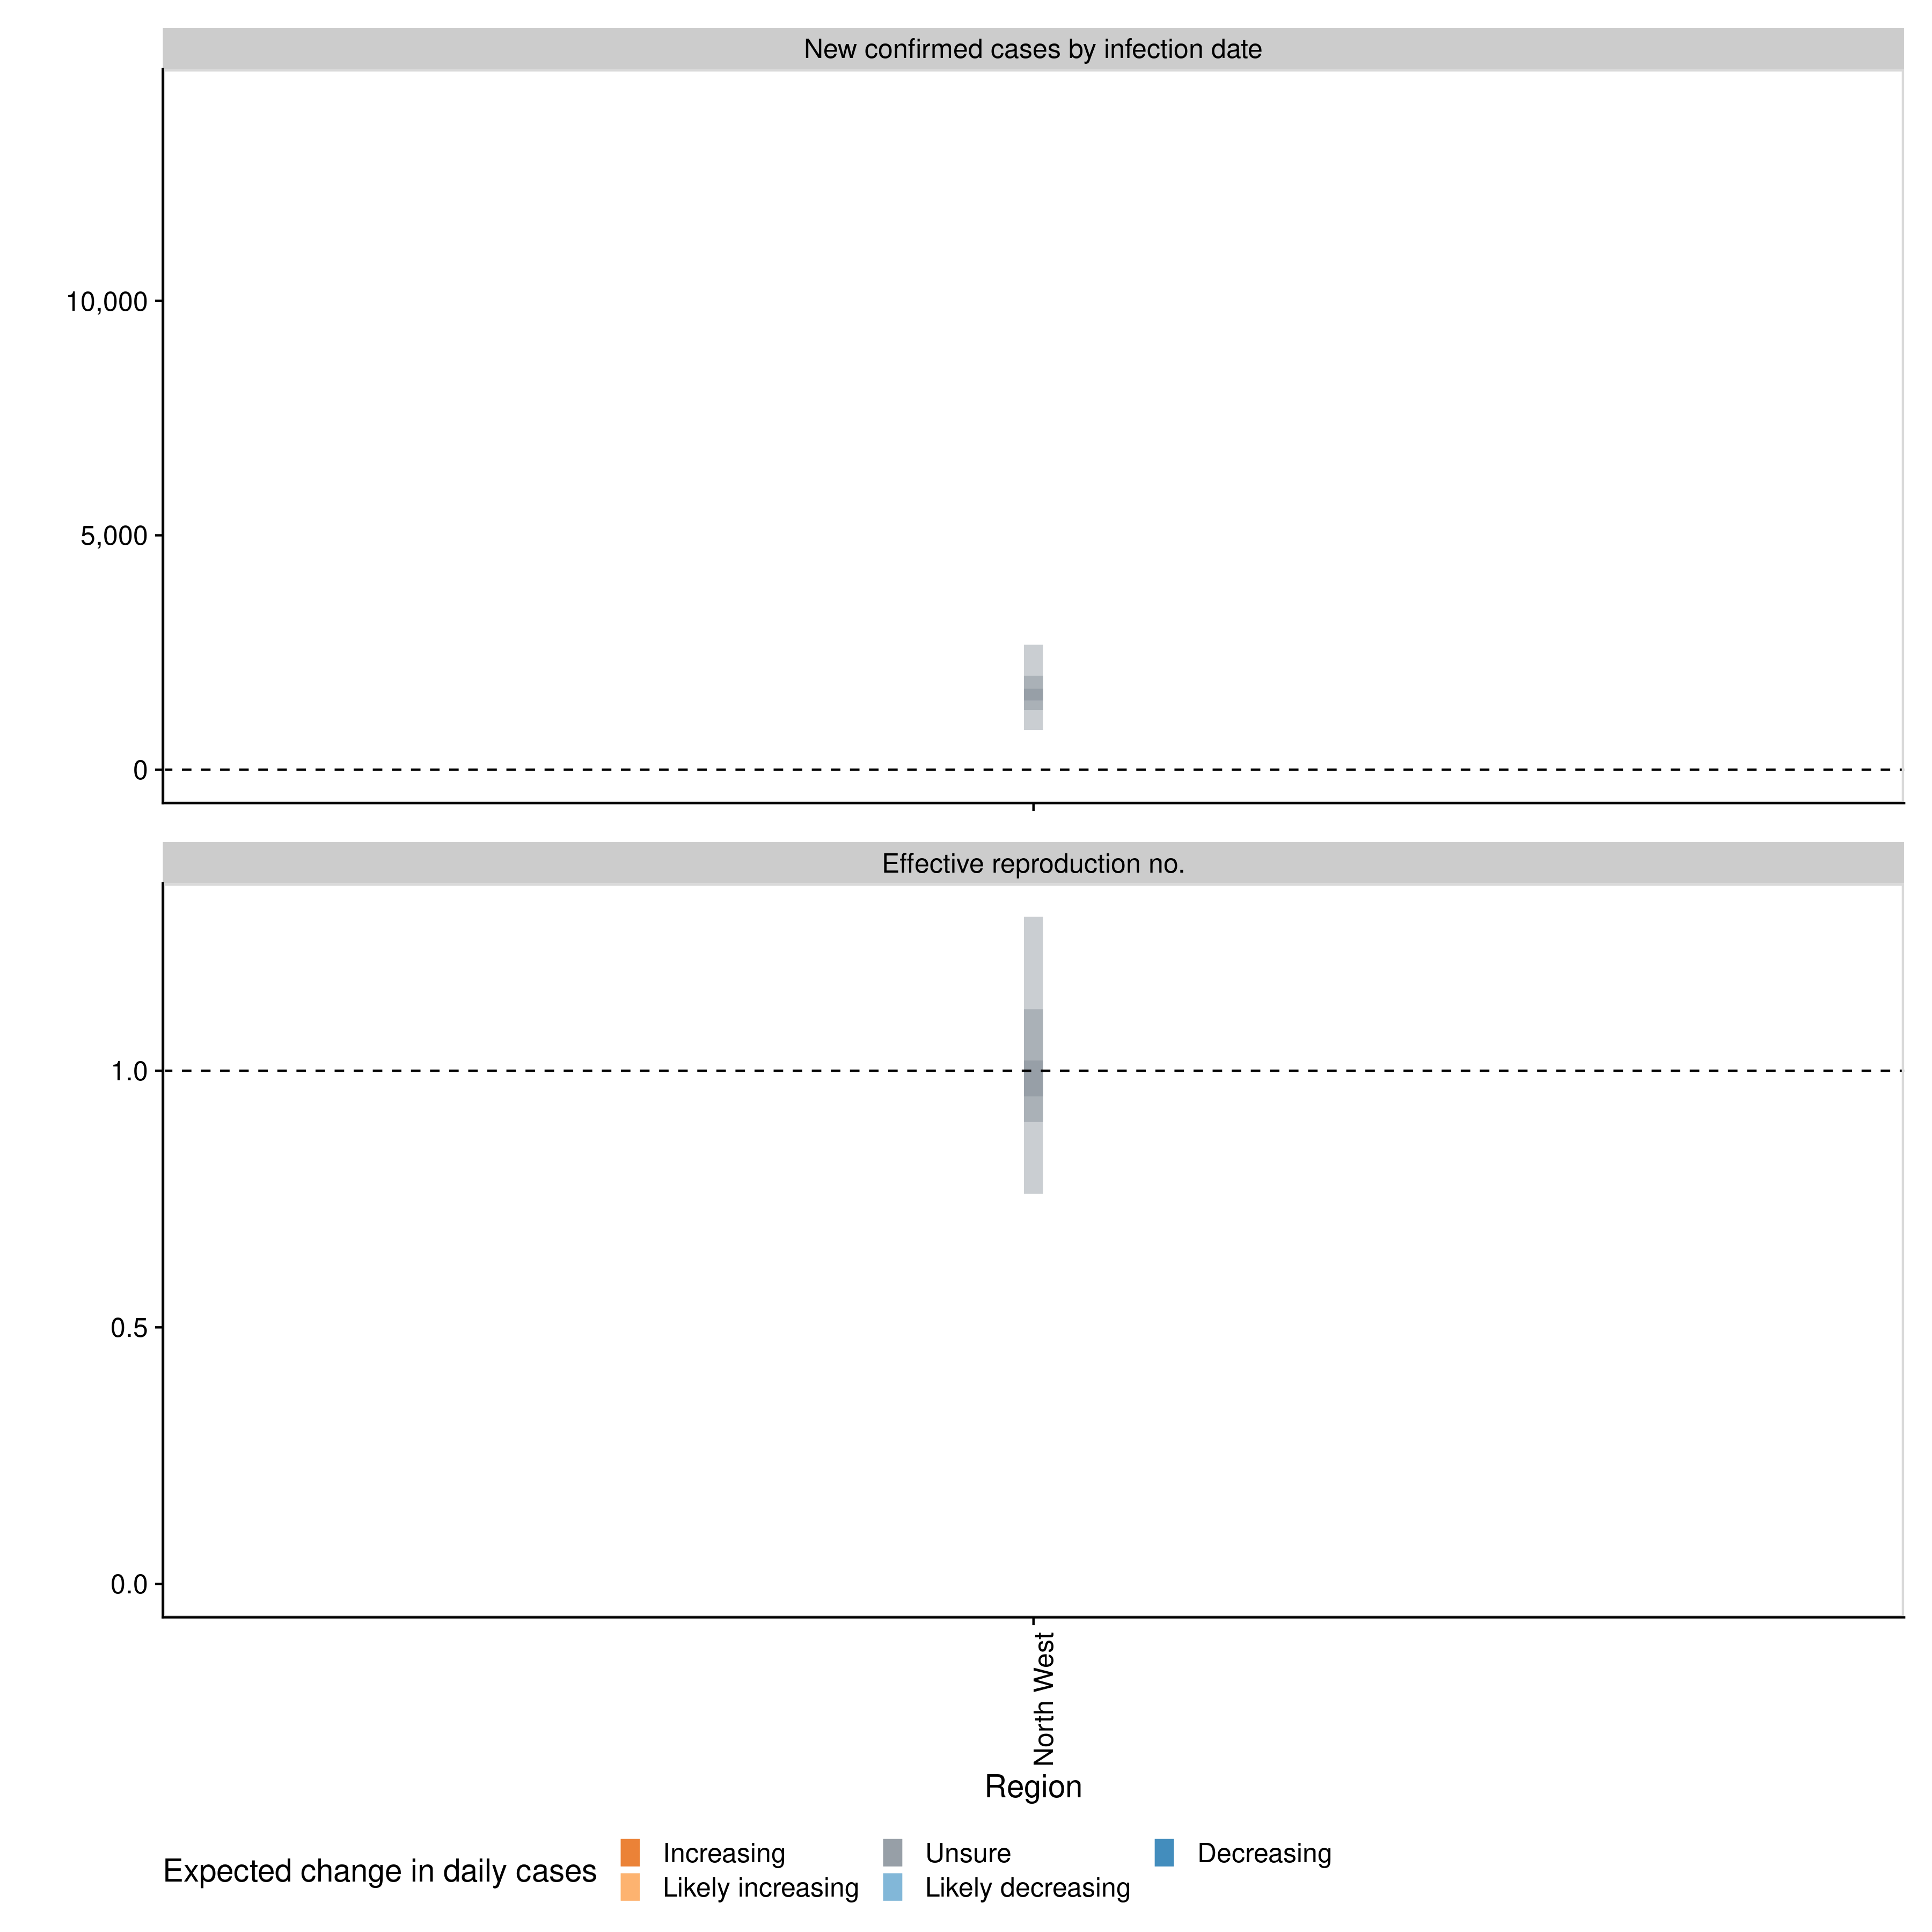 New confirmed cases by infection date
10,000
5,000
0
Effective reproduction no.
1.0
0.5
0.0
North West
Region
Expected change in daily cases
Increasing
Unsure
Decreasing
Likely increasing
Likely decreasing